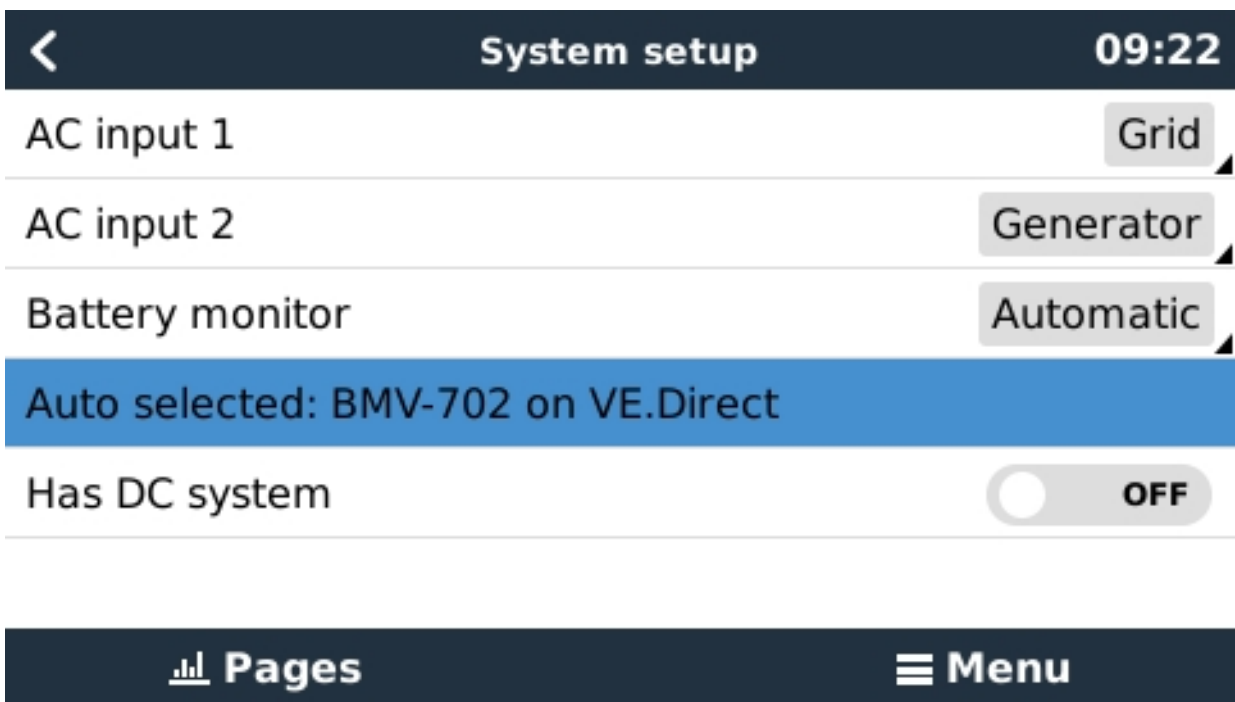 System setup 09:22
AC input 1 Grid
AC input 2 Generator
Battery monitor Automatic
Auto selected: BMV-702 on VE.Direct
Has DC system OFF
Pages Menu